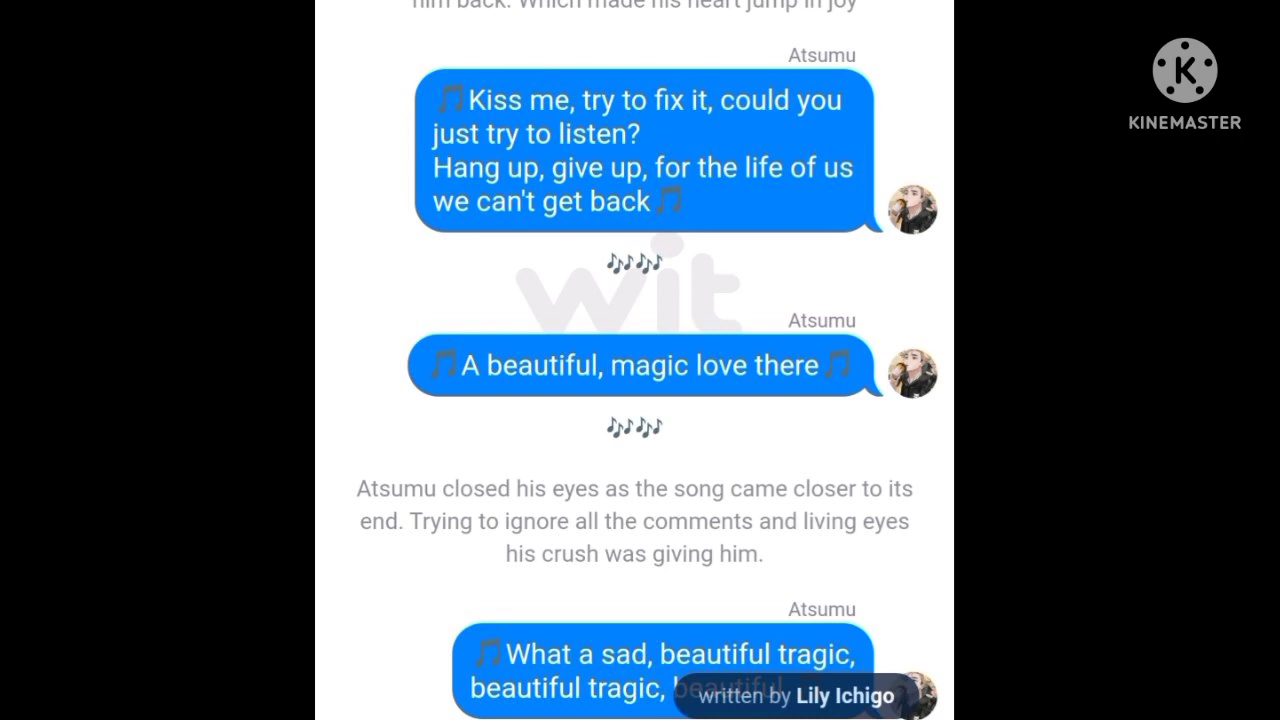 him back. Which made his heart jump in joy
Atsumu
🎵Kiss me, try to fix it, could you
just try to listen?
Hang up, give up, for the life of us
we can't get back🎵
wit
🎶🎶
Atsumu
🎵A beautiful, magic love there🎵
🎶🎶
Atsumu closed his eyes as the song came closer to its
end. Trying to ignore all the comments and living eyes
his crush was giving him.
Atsumu
🎵What a sad, beautiful tragic,
beautiful tragic, beautiful
written by Lily Ichigo
K
KINEMASTER